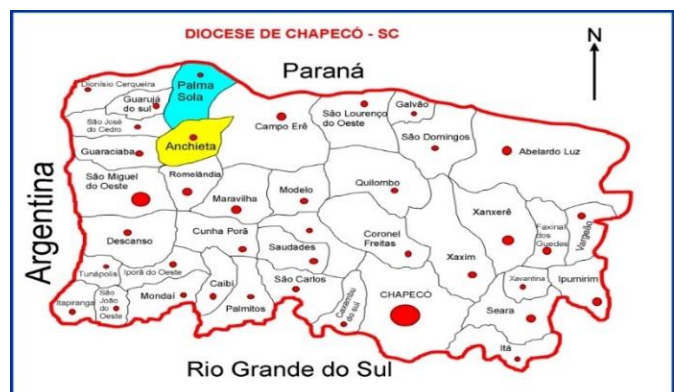 DIOCESE DE CHAPECÓ - SC
N
Paraná
Dionísio Cerqueira
Palma
Sola
Guarujá
do sul
São José
do Cedro
Anchieta
Campo Erê
São Lourenço
do Oeste
Galvão
São Domingos
Abelardo Luz
Guaraciaba
Argentina
São Miguel
do Oeste
Romelândia
Maravilha
Modelo
Quilombo
Xanxerê
Faxinal dos
Guedes
Vargeão
Descanso
Cunha Porã
Saudades
Coronel
Freitas
Xaxim
Tunápolis
Iporã do Oeste
São Carlos
Xavantina
Ipumirim
Itapiranga
São
João do
Oeste
Mondaí
Caibi
Palmitos
Caxambu
do sul
CHAPECÓ
Seara
Itá
Rio Grande do Sul